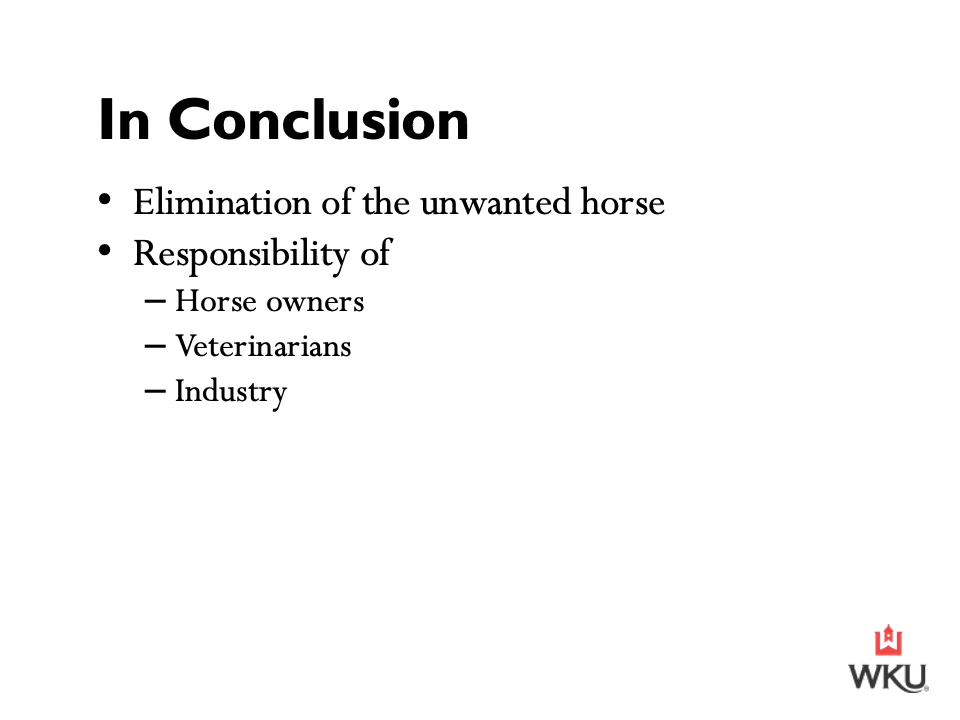 In Conclusion
• Elimination of the unwanted horse
• Responsibility of
– Horse owners
– Veterinarians
– Industry
WKU®